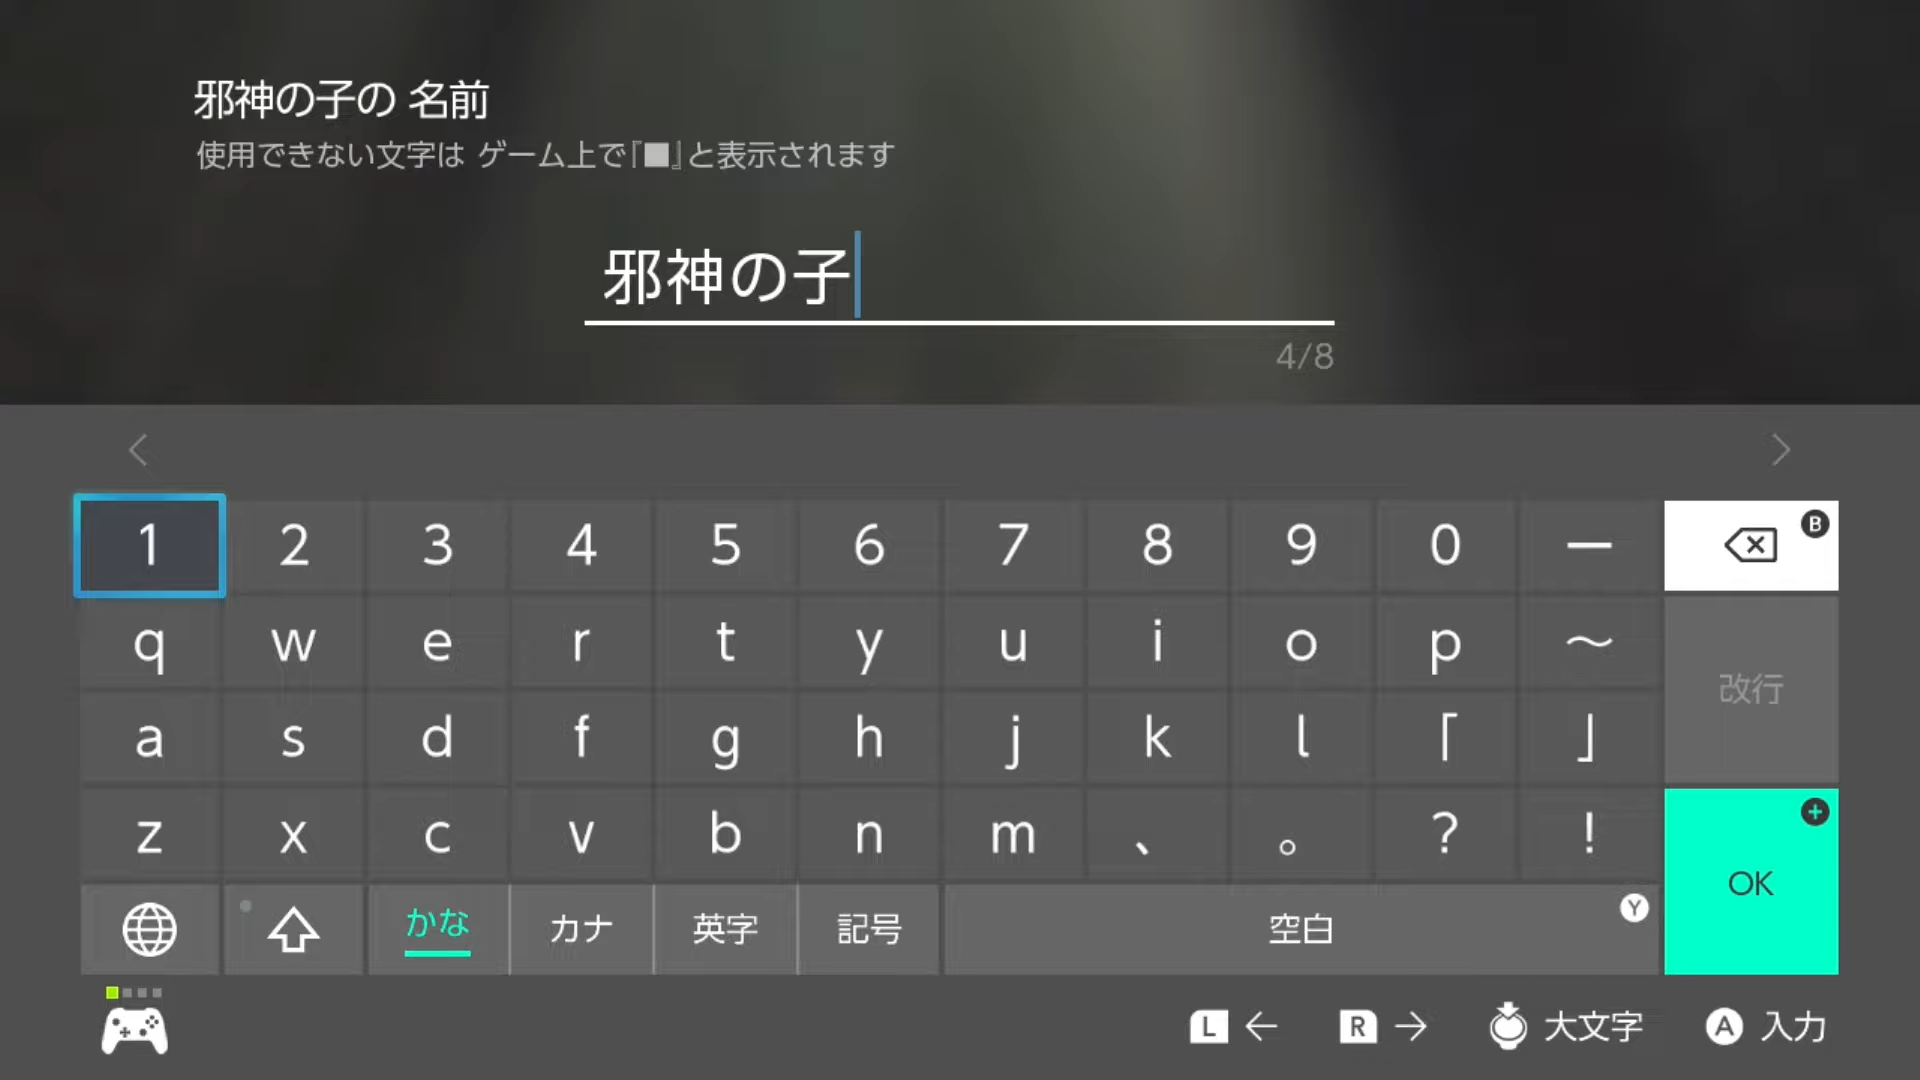 邪神の子の 名前
使用できない文字は ゲーム上で『■』と表示されます
邪神の子
4/8
1 2 3 4 5 6 7 8 9 0 ー B
q w e r t y u i o p ～ 改行
a s d f g h j k l 「 」
z x c v b n m 、 。 ? ! OK
かな カナ 英字 記号 空白 Y
L ← R → 大文字 A 入力